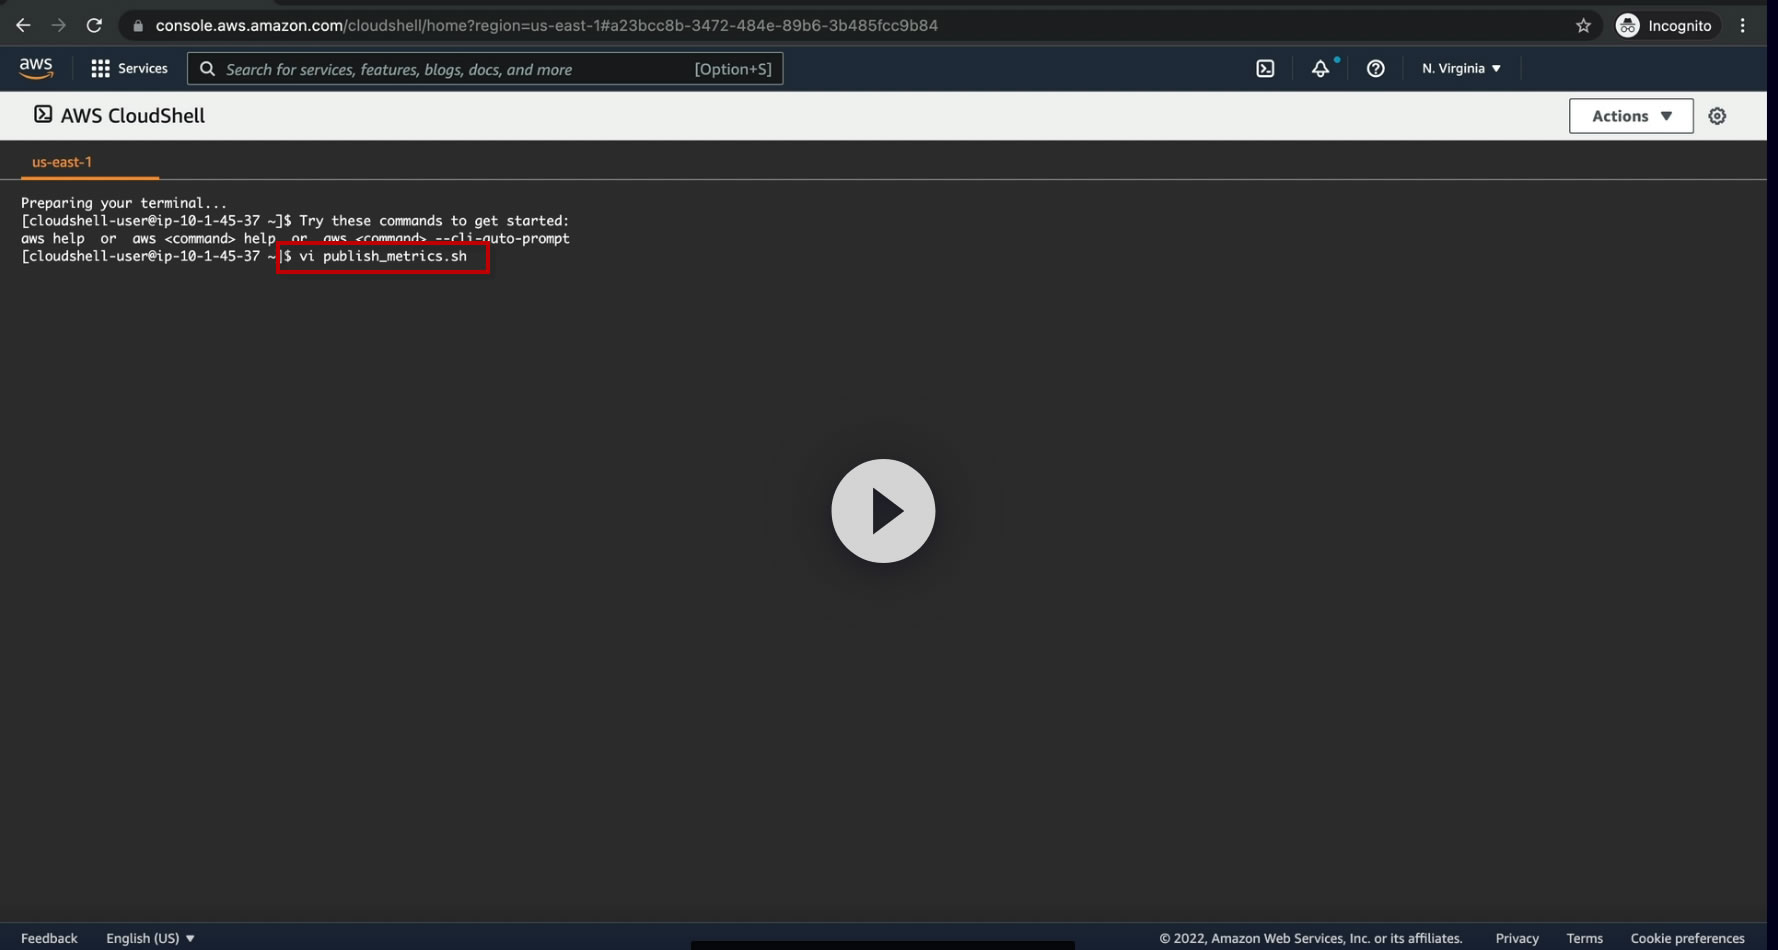 console.aws.amazon.com/cloudshell/home?region=us-east-1#a23bcc8b-3472-484e-89b6-3b485fcc9b84
Incognito
aws
Services
Search for services, features, blogs, docs, and more
[Option+S]
N. Virginia
AWS CloudShell
Actions
us-east-1
Preparing your terminal...
[cloudshell-user@ip-10-1-45-37 ~]$ Try these commands to get started:
aws help or aws <command> help or aws <command> --cli-auto-prompt
[cloudshell-user@ip-10-1-45-37 ~]$ vi publish_metrics.sh
Feedback
English (US)
© 2022, Amazon Web Services, Inc. or its affiliates.
Privacy
Terms
Cookie preferences